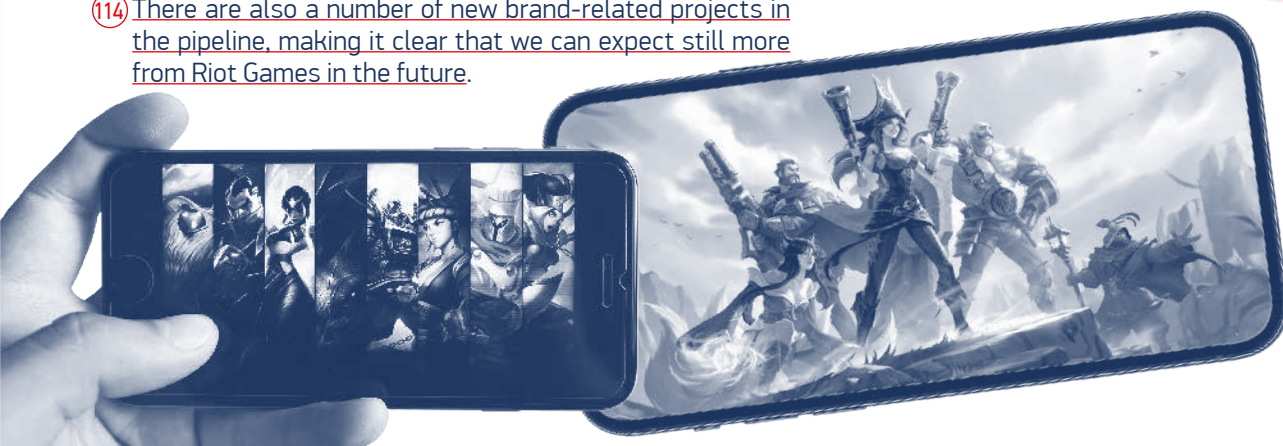 114 There are also a number of new brand-related projects in
the pipeline, making it clear that we can expect still more
from Riot Games in the future.